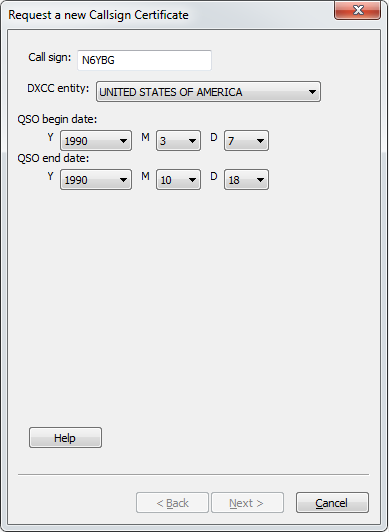 Request a new Callsign Certificate
Call sign: N6YBG
DXCC entity: UNITED STATES OF AMERICA
QSO begin date:
Y 1990 M 3 D 7
QSO end date:
Y 1990 M 10 D 18
Help
< Back Next > Cancel